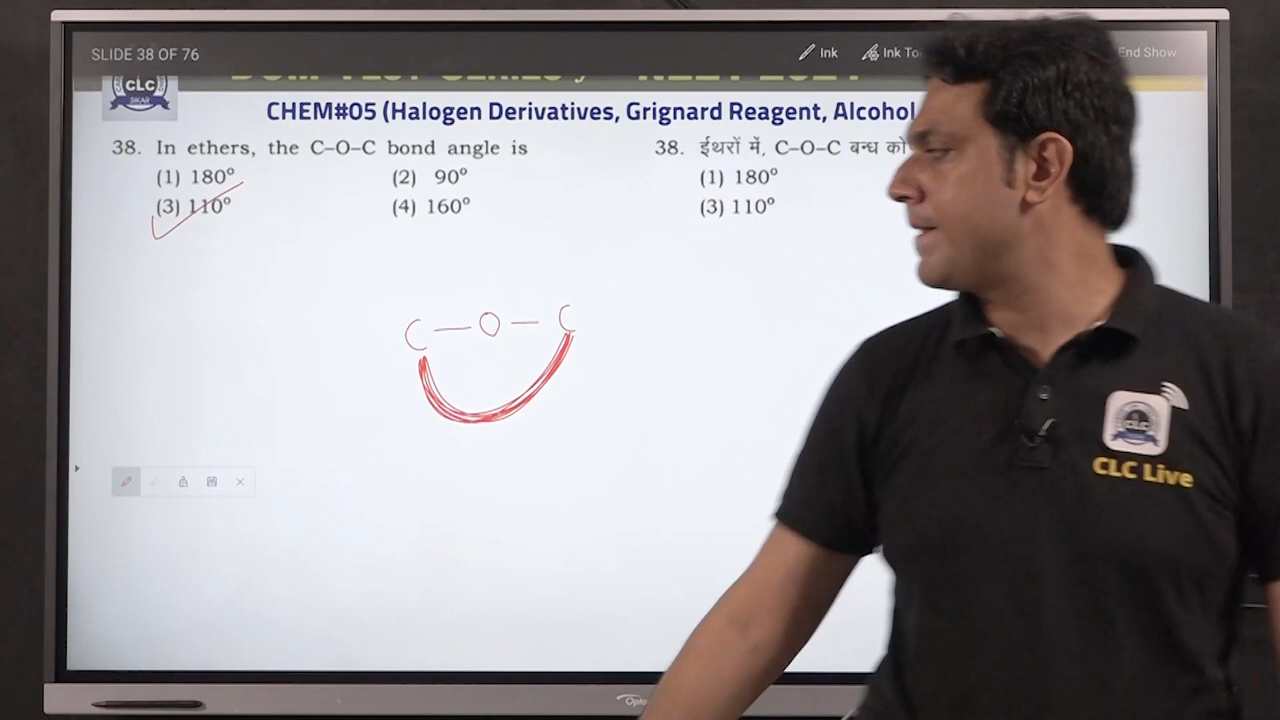 SLIDE 38 OF 76
Ink
End Show
CLC
SIKAR
CHEM#05 (Halogen Derivatives, Grignard Reagent, Alcohol
38. In ethers, the C–O–C bond angle is
(1) 180° (2) 90°
(3) 110° (4) 160°
38. ईथरों में, C–O–C बन्ध को
(1) 180°
(3) 110°
C — O — C
CLC
CLC Live